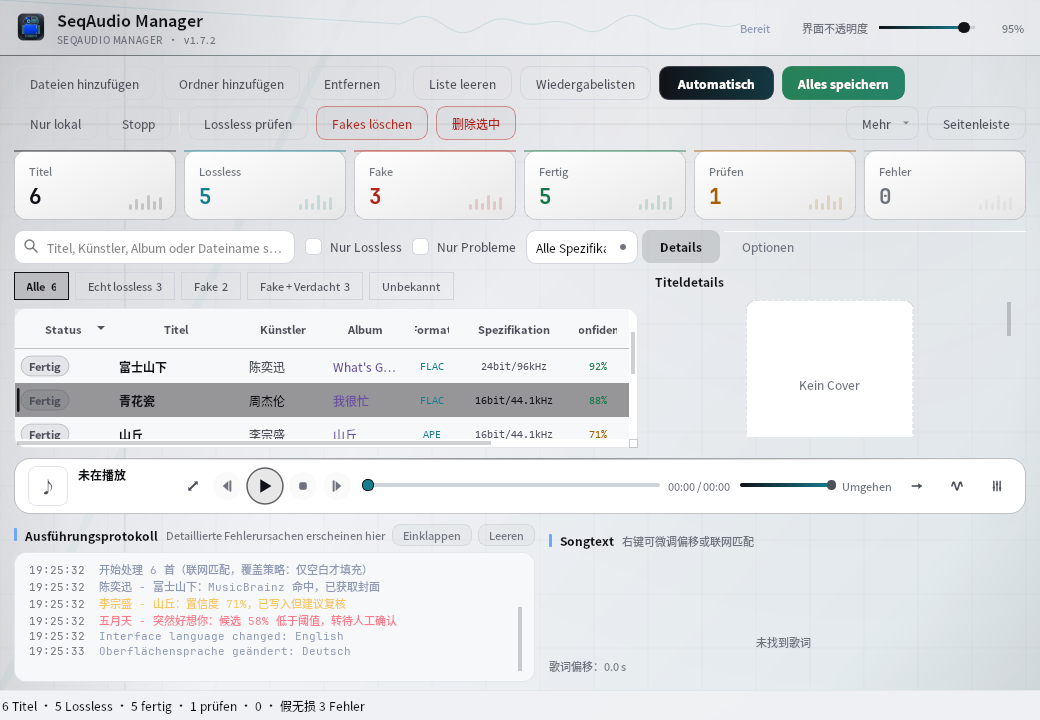 SeqAudio Manager
SEQAUDIO MANAGER · v1.7.2
Bereit
界面不透明度
95%
Dateien hinzufügen
Ordner hinzufügen
Entfernen
Liste leeren
Wiedergabelisten
Automatisch
Alles speichern
Nur lokal
Stopp
Lossless prüfen
Fakes löschen
删除选中
Mehr
Seitenleiste
Titel
6
Lossless
5
Fake
3
Fertig
5
Prüfen
1
Fehler
0
Titel, Künstler, Album oder Dateiname s…
Nur Lossless
Nur Probleme
Alle Spezifika
Details
Optionen
Alle 6
Echt lossless 3
Fake 2
Fake+Verdacht 3
Unbekannt
Titeldetails
Status Titel Künstler Album Format Spezifikation onfiden
Fertig 富士山下 陈奕迅 What's G… FLAC 24bit/96kHz 92%
Fertig 青花瓷 周杰伦 我很忙 FLAC 16bit/44.1kHz 88%
Fertig 山丘 李宗盛 山丘 APE 16bit/44.1kHz 71%
Kein Cover
未在播放
00:00 / 00:00
Umgehen
Ausführungsprotokoll Detaillierte Fehlerursachen erscheinen hier
Einklappen
Leeren
19:25:32 开始处理 6 首（联网匹配，覆盖策略：仅空白才填充）
19:25:32 陈奕迅 - 富士山下：MusicBrainz 命中，已获取封面
19:25:32 李宗盛 - 山丘：置信度 71%，已写入但建议复核
19:25:32 五月天 - 突然好想你：候选 58% 低于阈值，转待人工确认
19:25:32 Interface language changed: English
19:25:33 Oberflächensprache geändert: Deutsch
Songtext 右键可微调偏移或联网匹配
未找到歌词
歌词偏移：0.0 s
6 Titel · 5 Lossless · 5 fertig · 1 prüfen · 0 · 假无损 3 Fehler